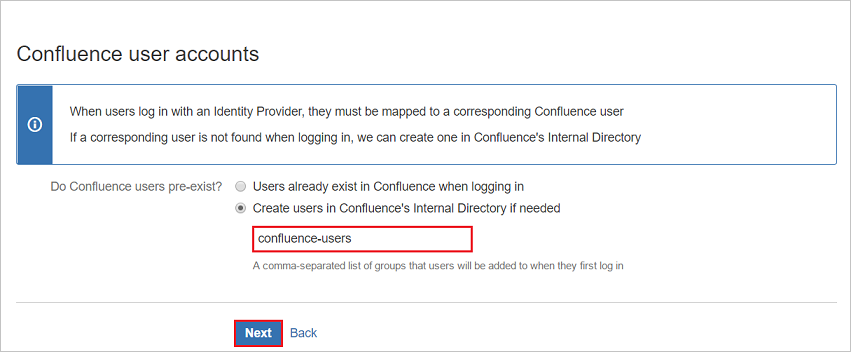 Confluence user accounts
When users log in with an Identity Provider, they must be mapped to a corresponding Confluence user
If a corresponding user is not found when logging in, we can create one in Confluence's Internal Directory
Do Confluence users pre-exist? Users already exist in Confluence when logging in
Create users in Confluence's Internal Directory if needed
confluence-users
A comma-separated list of groups that users will be added to when they first log in
Next Back